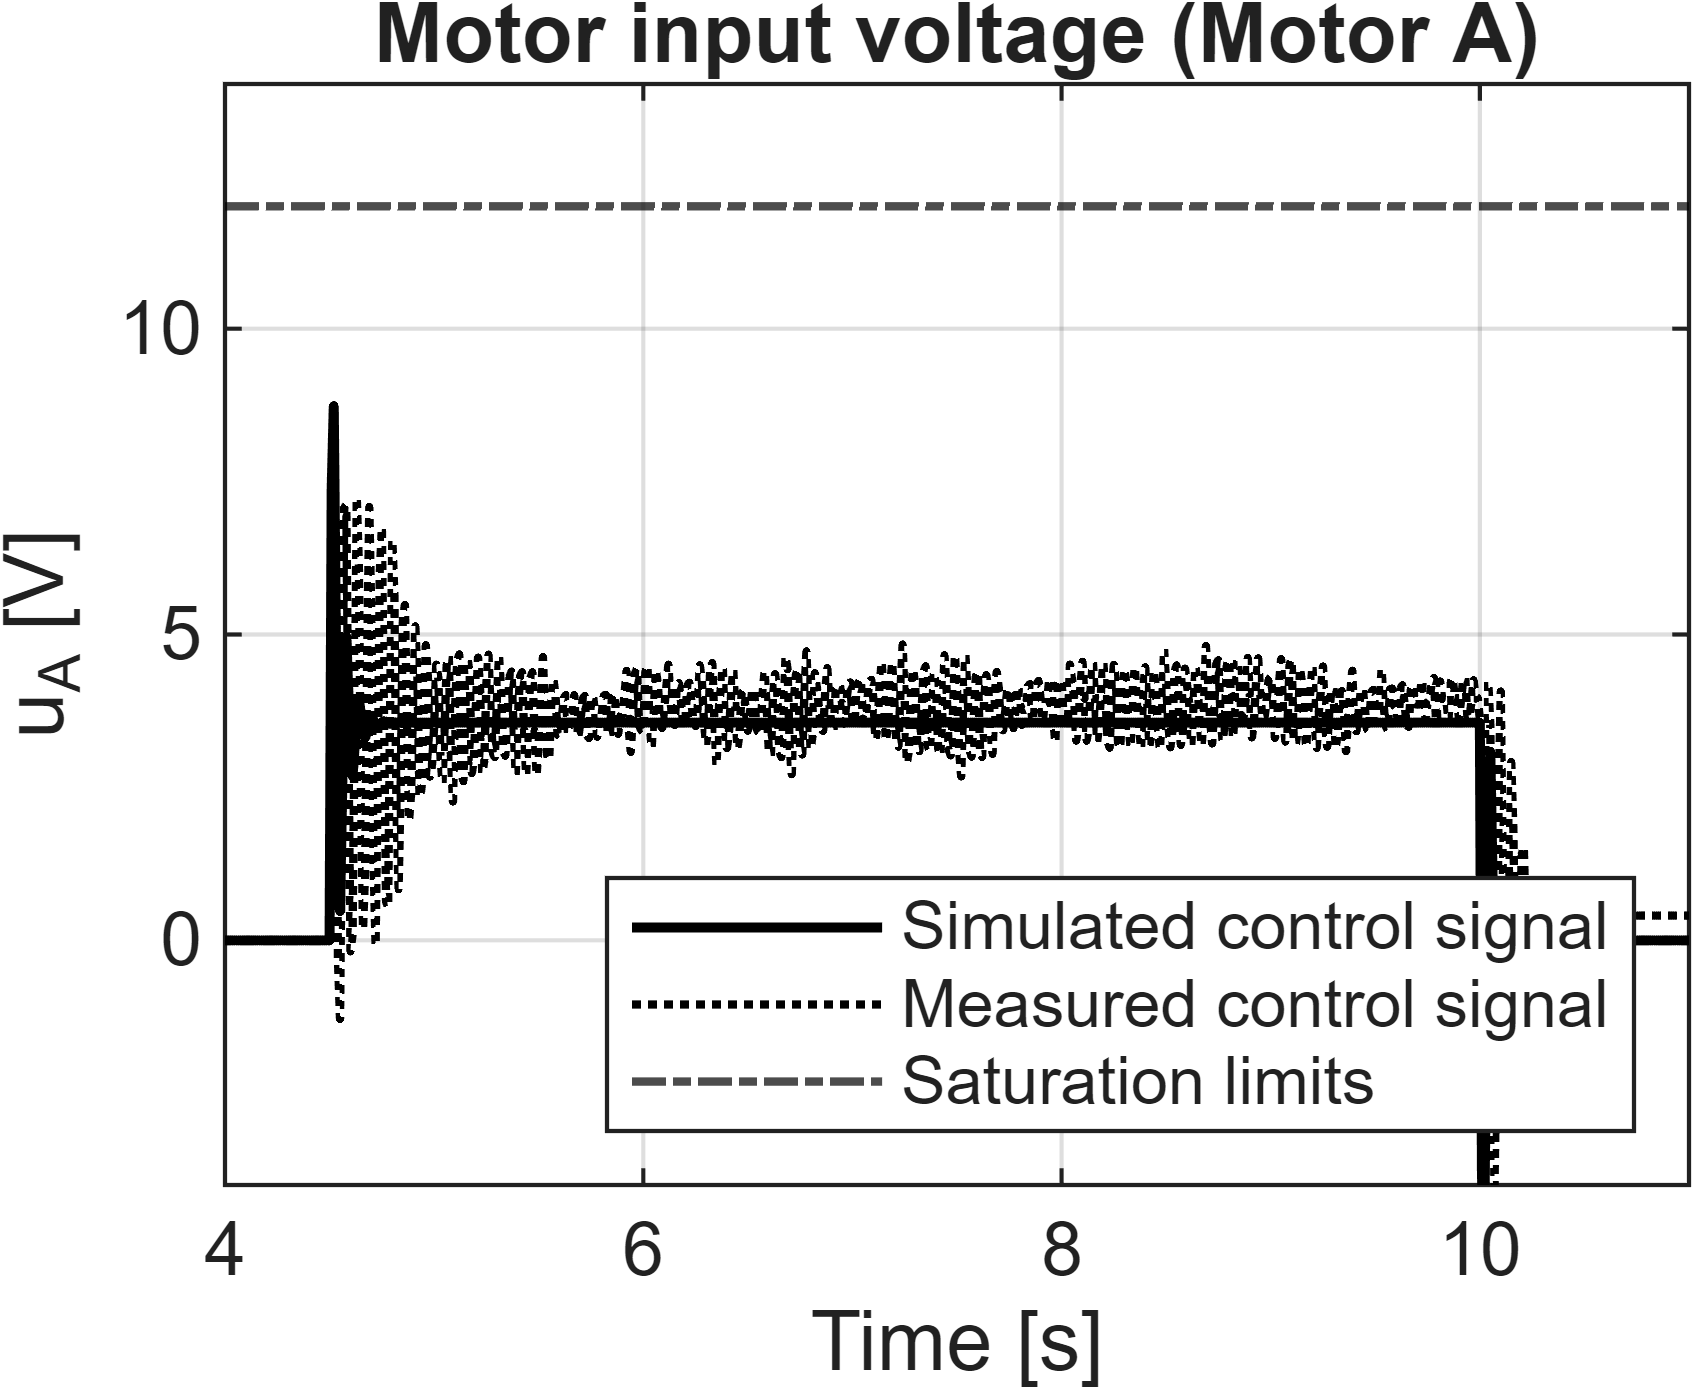 Motor input voltage (Motor A)
10
5
0
u_A [V]
Simulated control signal
Measured control signal
Saturation limits
4 6 8 10
Time [s]